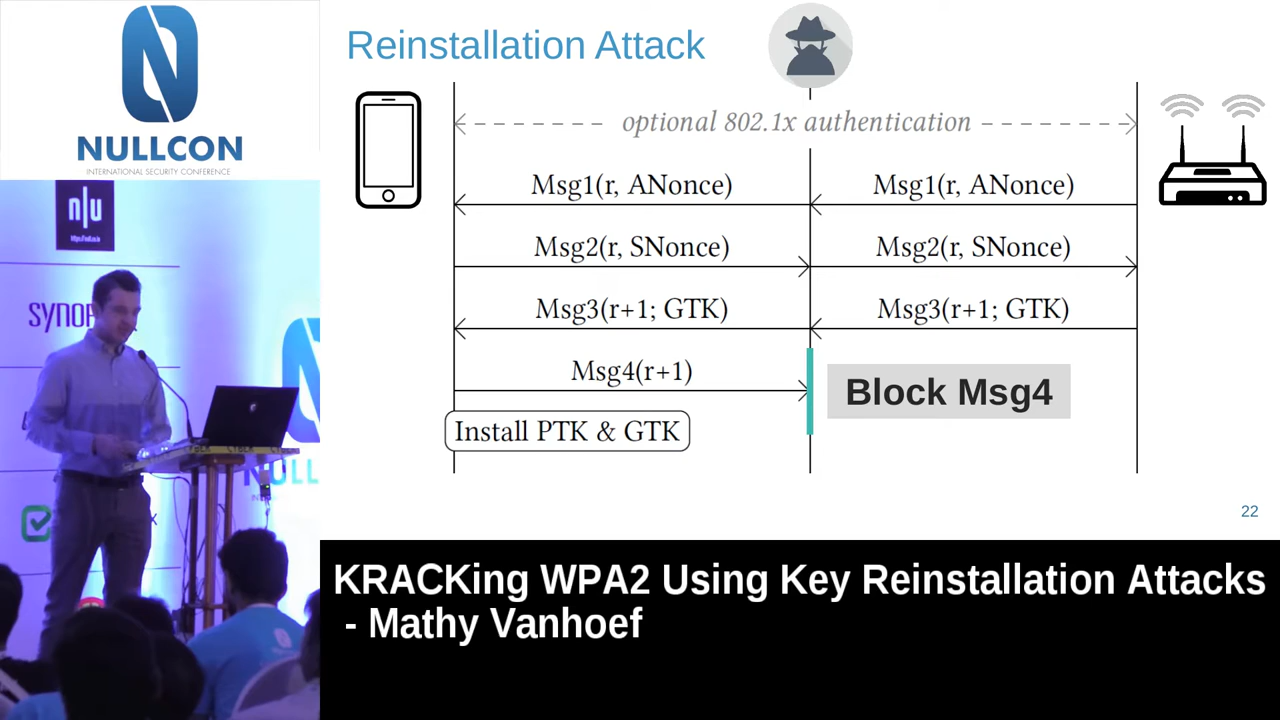 NULLCON
INTERNATIONAL SECURITY CONFERENCE
n|u
SYNOP
NULL
Reinstallation Attack
optional 802.1x authentication
Msg1(r, ANonce)
Msg1(r, ANonce)
Msg2(r, SNonce)
Msg2(r, SNonce)
Msg3(r+1; GTK)
Msg3(r+1; GTK)
Msg4(r+1)
Block Msg4
Install PTK & GTK
22
KRACKing WPA2 Using Key Reinstallation Attacks
- Mathy Vanhoef